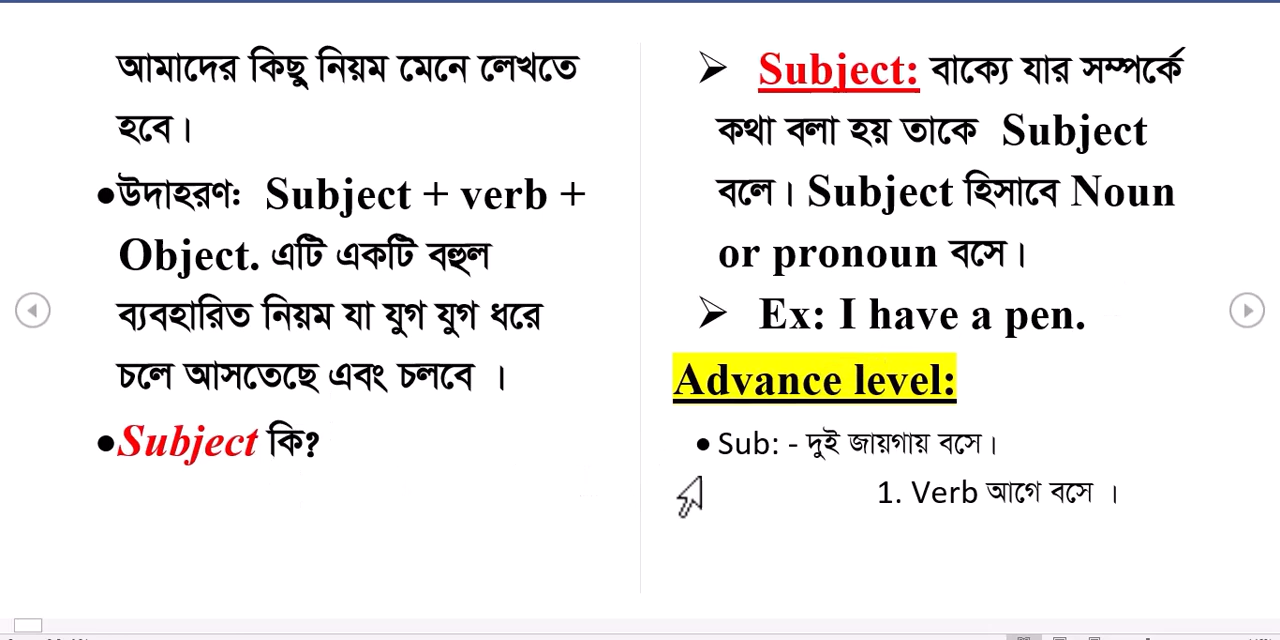 আমাদের কিছু নিয়ম মেনে লেখতে
হবে।
•উদাহরণঃ Subject + verb +
Object. এটি একটি বহুল
ব্যবহারিত নিয়ম যা যুগ যুগ ধরে
চলে আসতেছে এবং চলবে ।
•Subject কি?
➢ Subject: বাক্যে যার সম্পর্কে
কথা বলা হয় তাকে Subject
বলে। Subject হিসাবে Noun
or pronoun বসে।
➢ Ex: I have a pen.
Advance level:
• Sub: - দুই জায়গায় বসে।
1. Verb আগে বসে ।